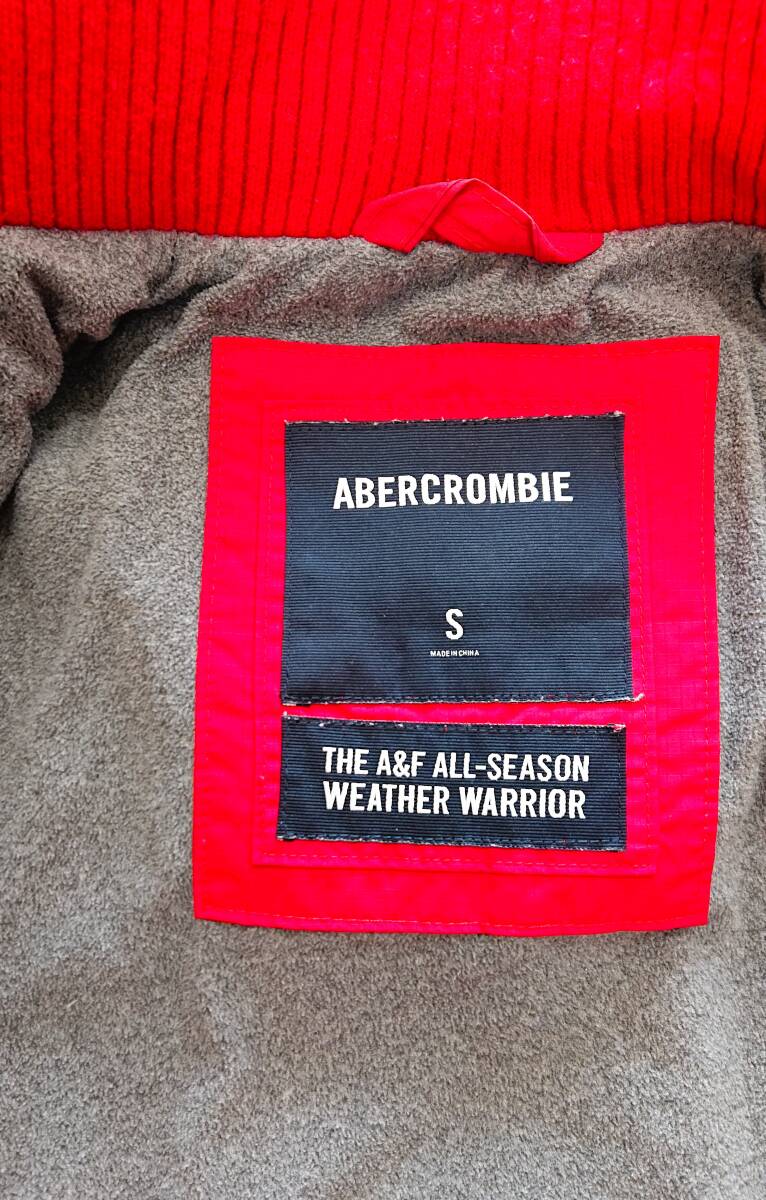 ABERCROMBIE
S
MADE IN CHINA
THE A&F ALL-SEASON
WEATHER WARRIOR